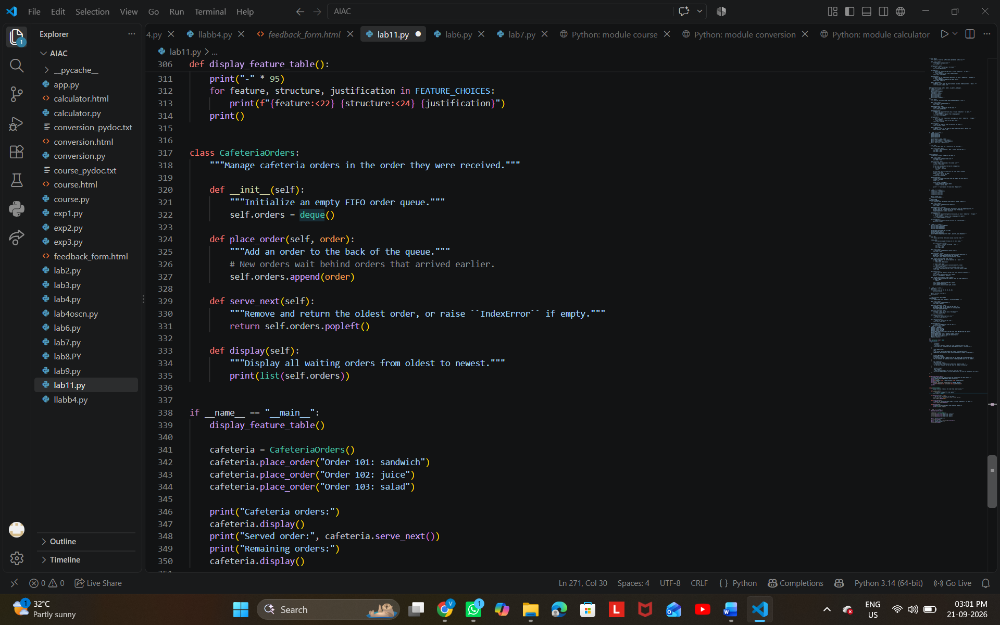 File Edit Selection View Go Run Terminal Help
AIAC
Explorer
1
AIAC
__pycache__
app.py
calculator.html
calculator.py
conversion_pydoc.txt
conversion.html
conversion.py
course_pydoc.txt
course.html
course.py
exp1.py
exp2.py
exp3.py
feedback_form.html
lab2.py
lab3.py
lab4.py
lab4oscn.py
lab6.py
lab7.py
lab8.PY
lab9.py
lab11.py
llabb4.py
Outline
Timeline
4.py llabb4.py feedback_form.html lab11.py lab6.py lab7.py Python: module course Python: module conversion Python: module calculator
lab11.py > ...
306 def display_feature_table():
311 print("-" * 95)
312 for feature, structure, justification in FEATURE_CHOICES:
313 print(f"{feature:<22} {structure:<24} {justification}")
314 print()
315
316
317 class CafeteriaOrders:
318 """Manage cafeteria orders in the order they were received."""
319
320 def __init__(self):
321 """Initialize an empty FIFO order queue."""
322 self.orders = deque()
323
324 def place_order(self, order):
325 """Add an order to the back of the queue."""
326 # New orders wait behind orders that arrived earlier.
327 self.orders.append(order)
328
329 def serve_next(self):
330 """Remove and return the oldest order, or raise ``IndexError`` if empty."""
331 return self.orders.popleft()
332
333 def display(self):
334 """Display all waiting orders from oldest to newest."""
335 print(list(self.orders))
336
337
338 if __name__ == "__main__":
339 display_feature_table()
340
341 cafeteria = CafeteriaOrders()
342 cafeteria.place_order("Order 101: sandwich")
343 cafeteria.place_order("Order 102: juice")
344 cafeteria.place_order("Order 103: salad")
345
346 print("Cafeteria orders:")
347 cafeteria.display()
348 print("Served order:", cafeteria.serve_next())
349 print("Remaining orders:")
350 cafeteria.display()
0 0 Live Share Ln 271, Col 30 Spaces: 4 UTF-8 CRLF { } Python Completions Python 3.14 (64-bit) Go Live
1 32°C
Partly sunny
Search
V
1
L
W
ENG
US
03:01 PM
21-09-2026